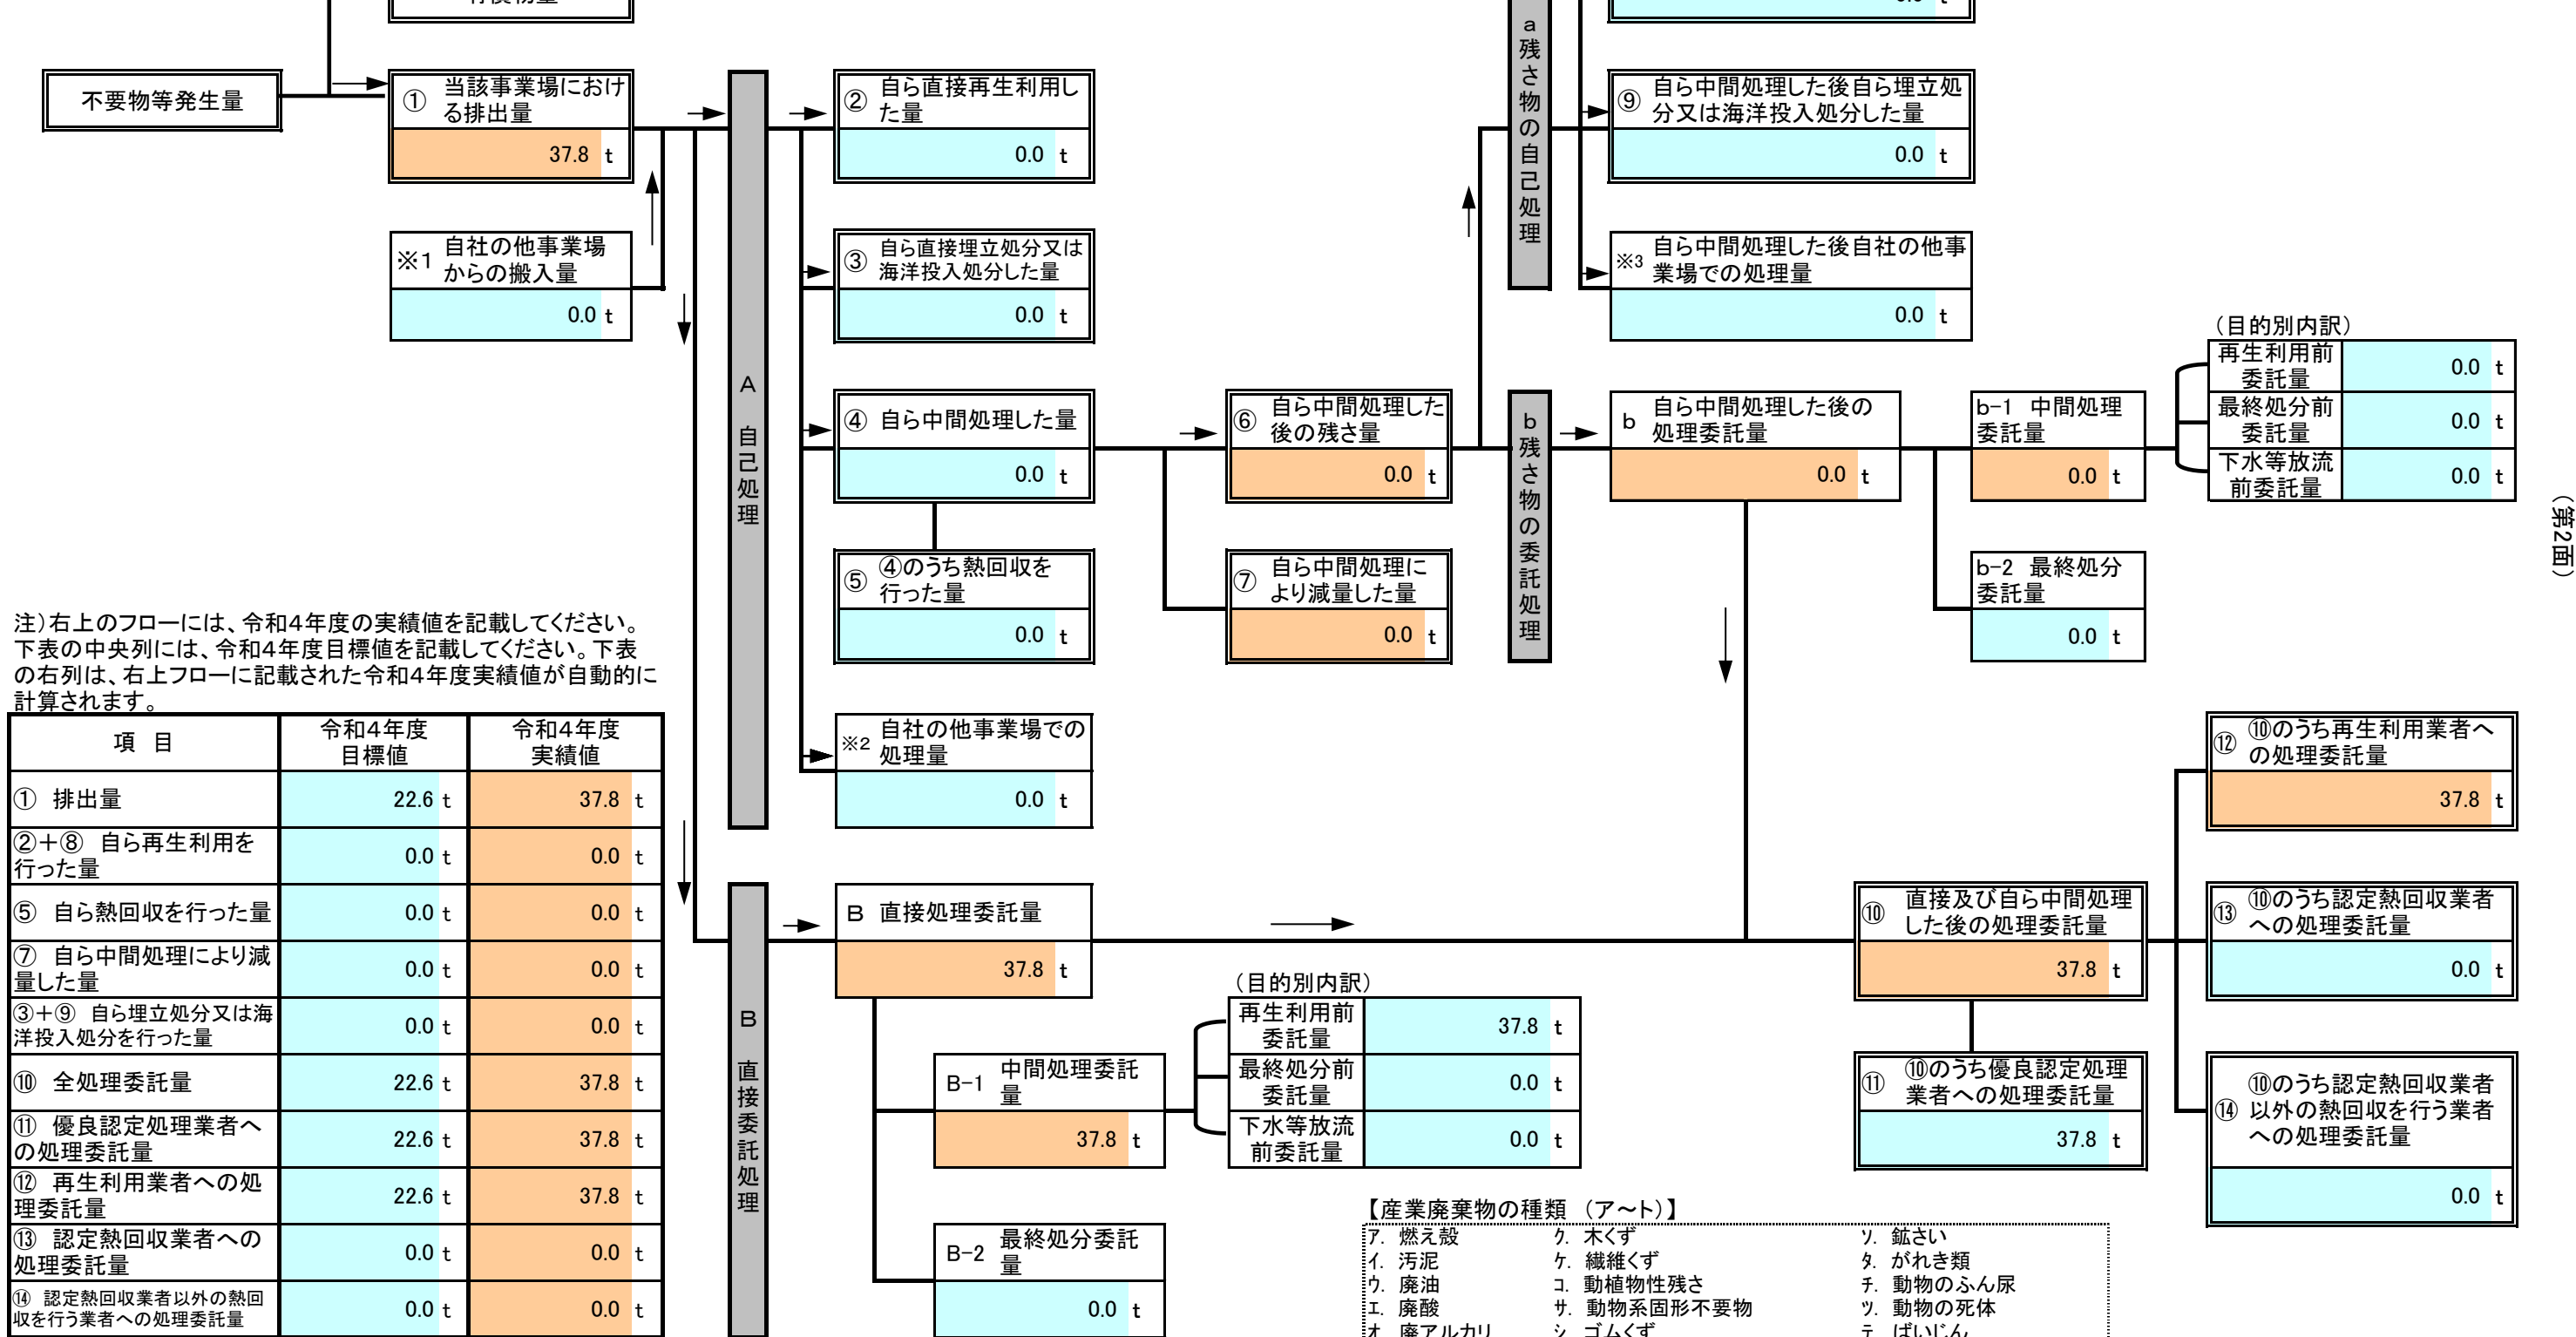 a
残さ物の自己処理
不要物等発生量
① 当該事業場におけ
る排出量
37.8 t
② 自ら直接再生利用し
た量
0.0 t
⑨ 自ら中間処理した後自ら埋立処
分又は海洋投入処分した量
0.0 t
※1 自社の他事業場
からの搬入量
0.0 t
③ 自ら直接埋立処分又は
海洋投入処分した量
0.0 t
※3 自ら中間処理した後自社の他事
業場での処理量
0.0 t
A 自己処理
④ 自ら中間処理した量
0.0 t
⑥ 自ら中間処理した
後の残さ量
0.0 t
b 残さ物の委託処理
b 自ら中間処理した後の
処理委託量
0.0 t
b-1 中間処理
委託量
0.0 t
（目的別内訳）
再生利用前
委託量
0.0 t
最終処分前
委託量
0.0 t
下水等放流
前委託量
0.0 t
（第2面）
⑤ ④のうち熱回収を
行った量
0.0 t
⑦ 自ら中間処理に
より減量した量
0.0 t
b-2 最終処分
委託量
0.0 t
※2 自社の他事業場での
処理量
0.0 t
注）右上のフローには、令和4年度の実績値を記載してください。
下表の中央列には、令和4年度目標値を記載してください。下表
の右列は、右上フローに記載された令和4年度実績値が自動的に
計算されます。
項 目
令和4年度
目標値
令和4年度
実績値
① 排出量 22.6 t 37.8 t
②＋⑧ 自ら再生利用を
行った量 0.0 t 0.0 t
⑤ 自ら熱回収を行った量 0.0 t 0.0 t
⑦ 自ら中間処理により減
量した量 0.0 t 0.0 t
③＋⑨ 自ら埋立処分又は海
洋投入処分を行った量 0.0 t 0.0 t
⑩ 全処理委託量 22.6 t 37.8 t
⑪ 優良認定処理業者へ
の処理委託量 22.6 t 37.8 t
⑫ 再生利用業者への処
理委託量 22.6 t 37.8 t
⑬ 認定熱回収業者への
処理委託量 0.0 t 0.0 t
⑭ 認定熱回収業者以外の熱回
収を行う業者への処理委託量 0.0 t 0.0 t
B 直接委託処理
B 直接処理委託量
37.8 t
B-1 中間処理委託
量
37.8 t
（目的別内訳）
再生利用前
委託量
37.8 t
最終処分前
委託量
0.0 t
下水等放流
前委託量
0.0 t
B-2 最終処分委託
量
0.0 t
⑩ 直接及び自ら中間処理
した後の処理委託量
37.8 t
⑪ ⑩のうち優良認定処理
業者への処理委託量
37.8 t
⑫ ⑩のうち再生利用業者へ
の処理委託量
37.8 t
⑬ ⑩のうち認定熱回収業者
への処理委託量
0.0 t
⑭ ⑩のうち認定熱回収業者
以外の熱回収を行う業者
への処理委託量
0.0 t
【産業廃棄物の種類 （ア～ト）】
ｱ. 燃え殻 ｸ. 木くず ｿ. 鉱さい
ｲ. 汚泥 ｹ. 繊維くず ﾀ. がれき類
ｳ. 廃油 ｺ. 動植物性残さ ﾁ. 動物のふん尿
ｴ. 廃酸 ｻ. 動物系固形不要物 ﾂ. 動物の死体
ｵ. 廃アルカリ ｼ. ゴムくず ﾃ. ばいじん